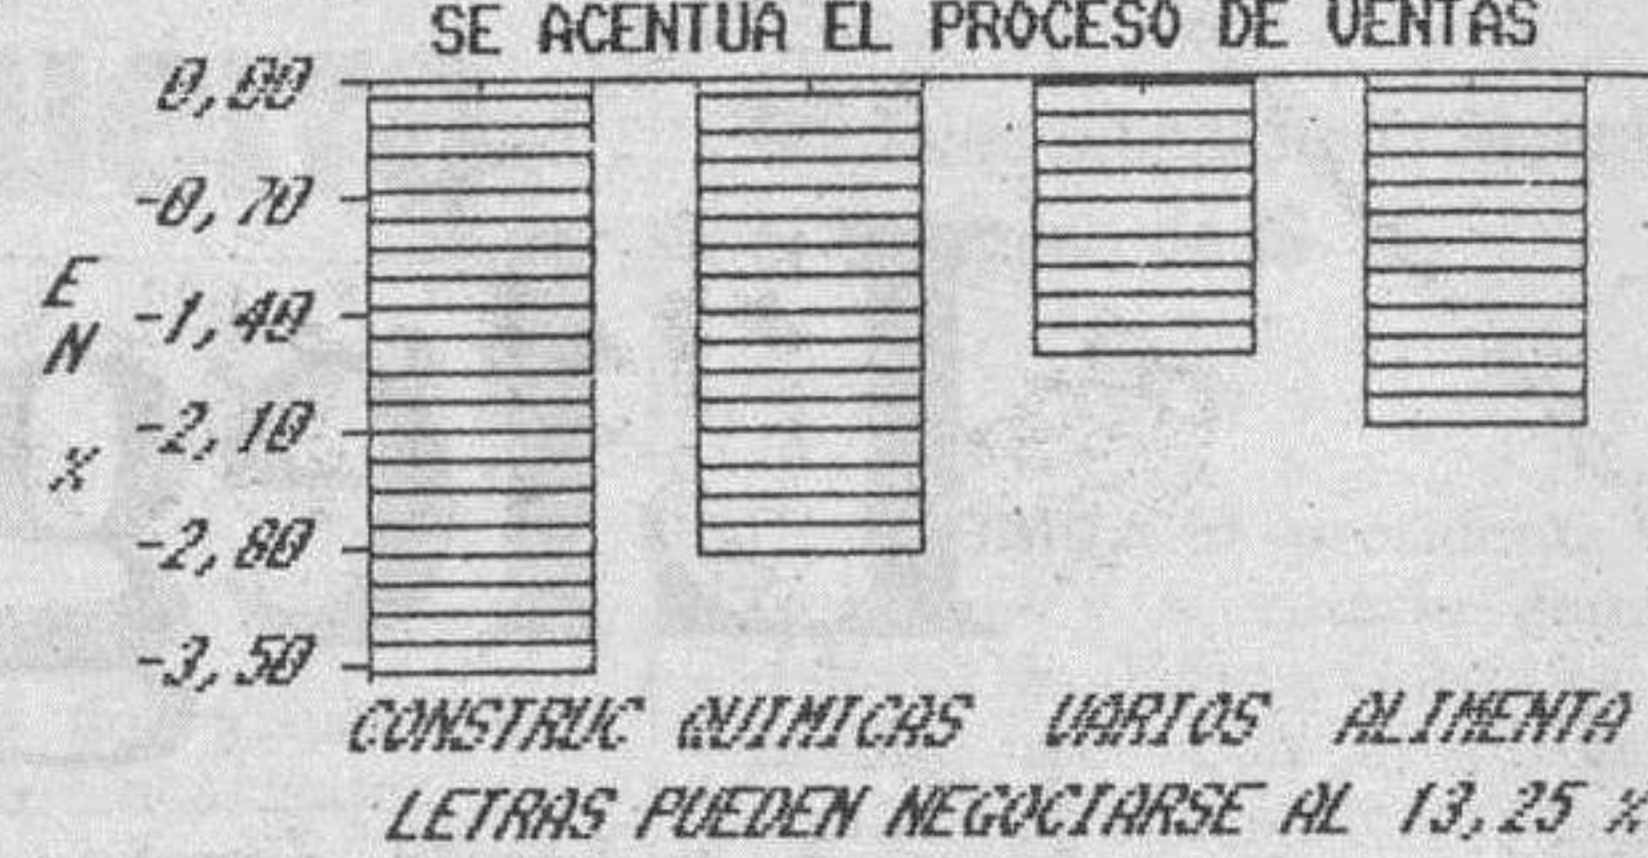 SE ACENTUA EL PROCESO DE VENTAS
0,00
-0,70
-1,40
-2,10
-2,80
-3,50
EN %
CONSTRUC QUIMICAS VARIOS ALIMENTA
LETRAS PUEDEN NEGOCIARSE AL 13,25 %